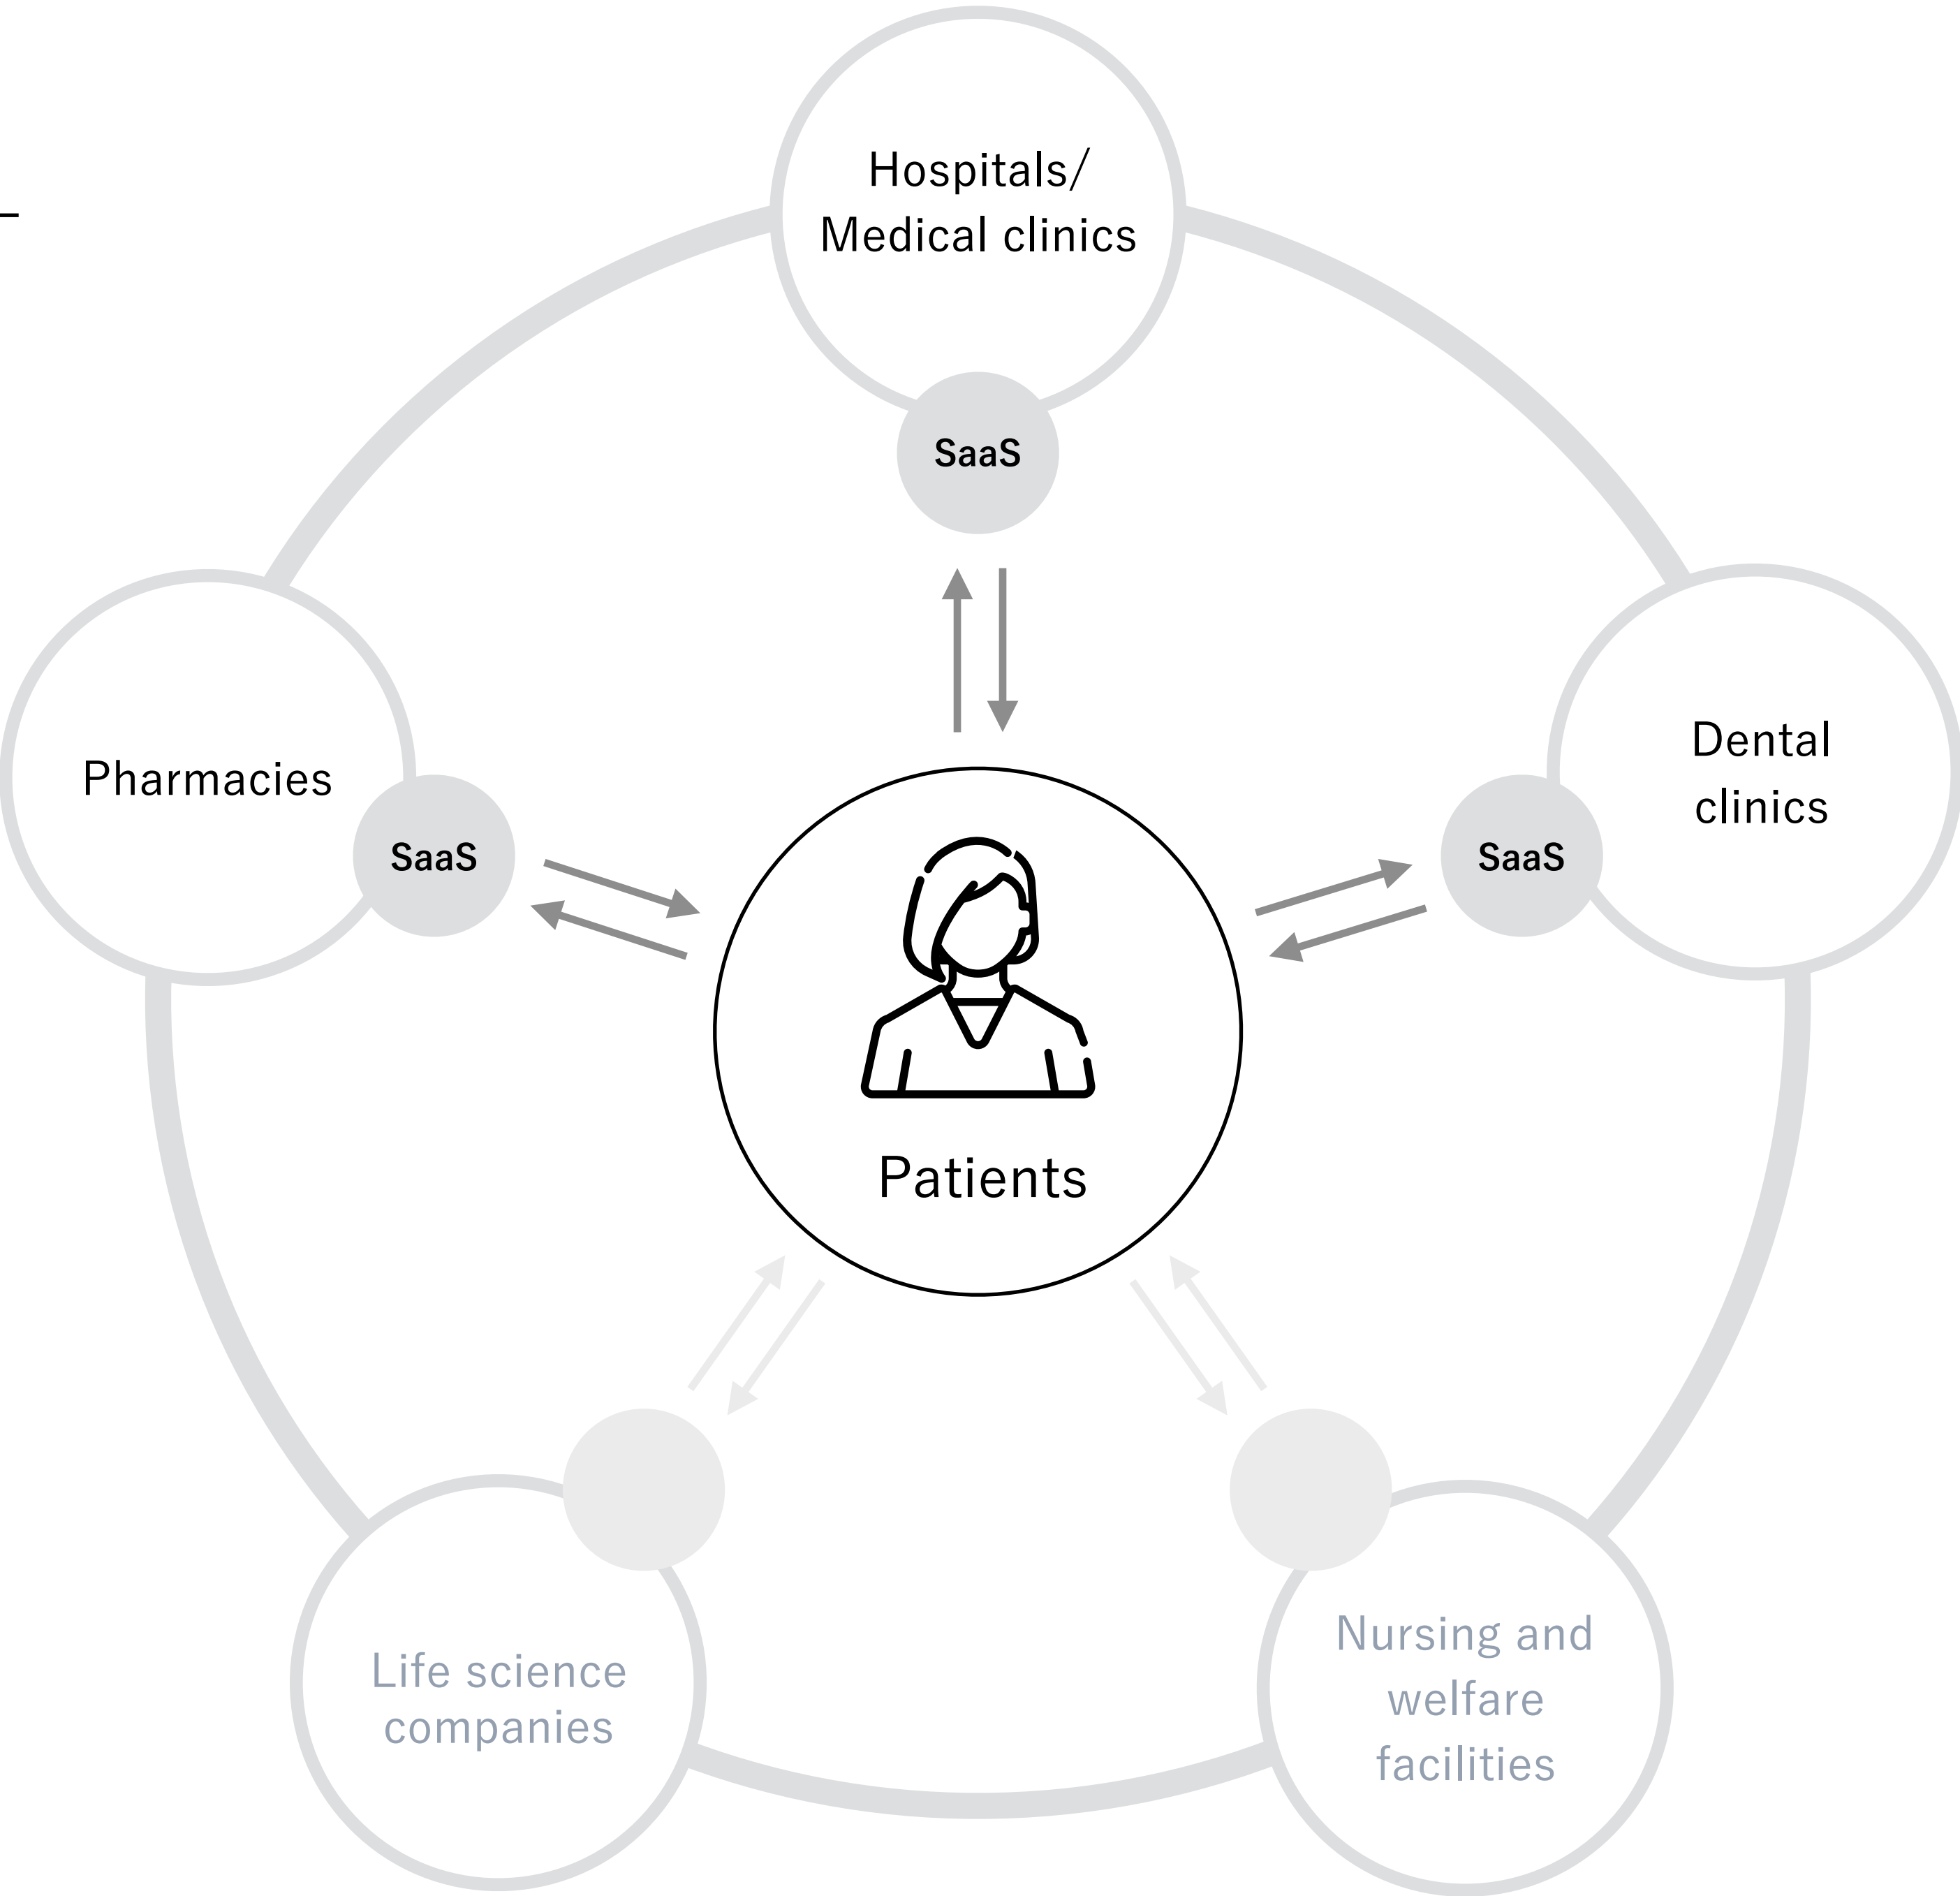 Hospitals/
Medical clinics
SaaS
Pharmacies
SaaS
Dental
clinics
SaaS
Patients
Life science
companies
Nursing and
welfare
facilities